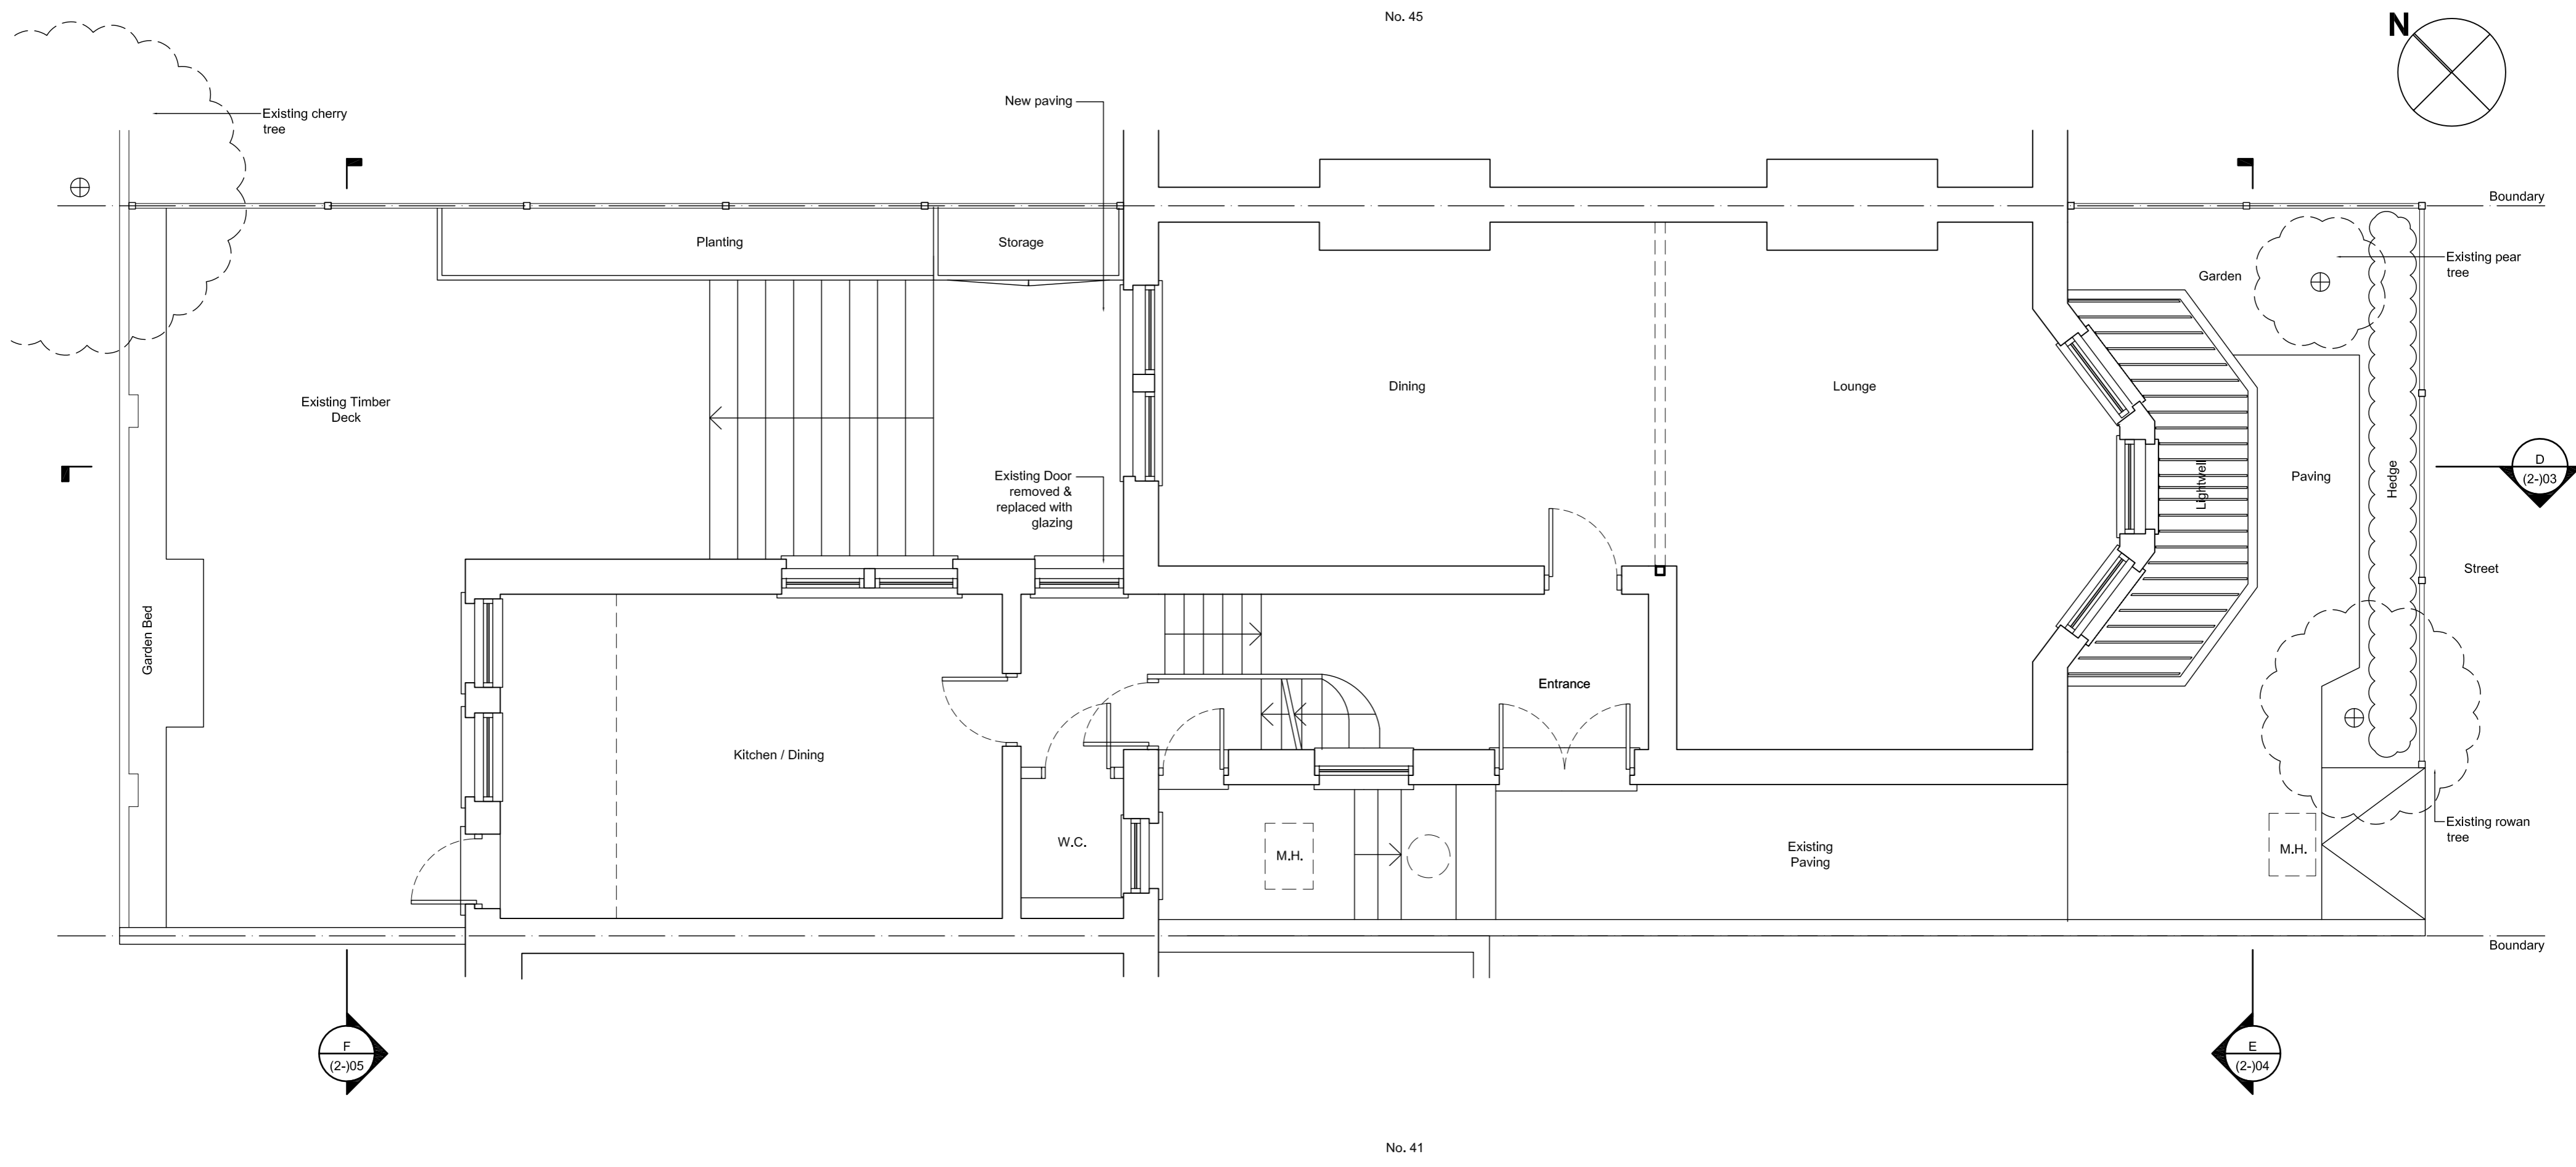 No. 45
N
Existing cherry
tree
New paving
Boundary
Planting
Storage
Garden
Existing pear
tree
Existing Timber
Deck
Dining
Lounge
Existing Door
removed &
replaced with
glazing
Lightwell
Paving
Hedge
D
(2-)03
Street
Garden Bed
Entrance
Kitchen / Dining
W.C.
M.H.
Existing
Paving
M.H.
Existing rowan
tree
Boundary
F
(2-)05
E
(2-)04
No. 41